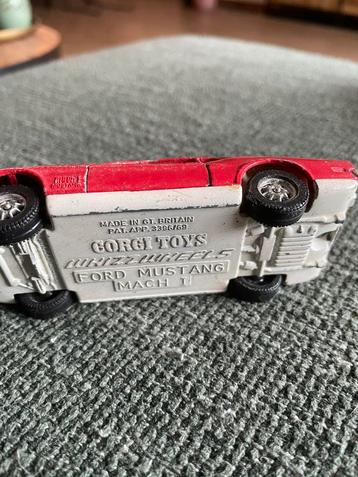 MADE IN GT. BRITAIN
PAT. APP. 3396/69
CORGI TOYS
WHIZZWHEELS
FORD MUSTANG
MACH 1